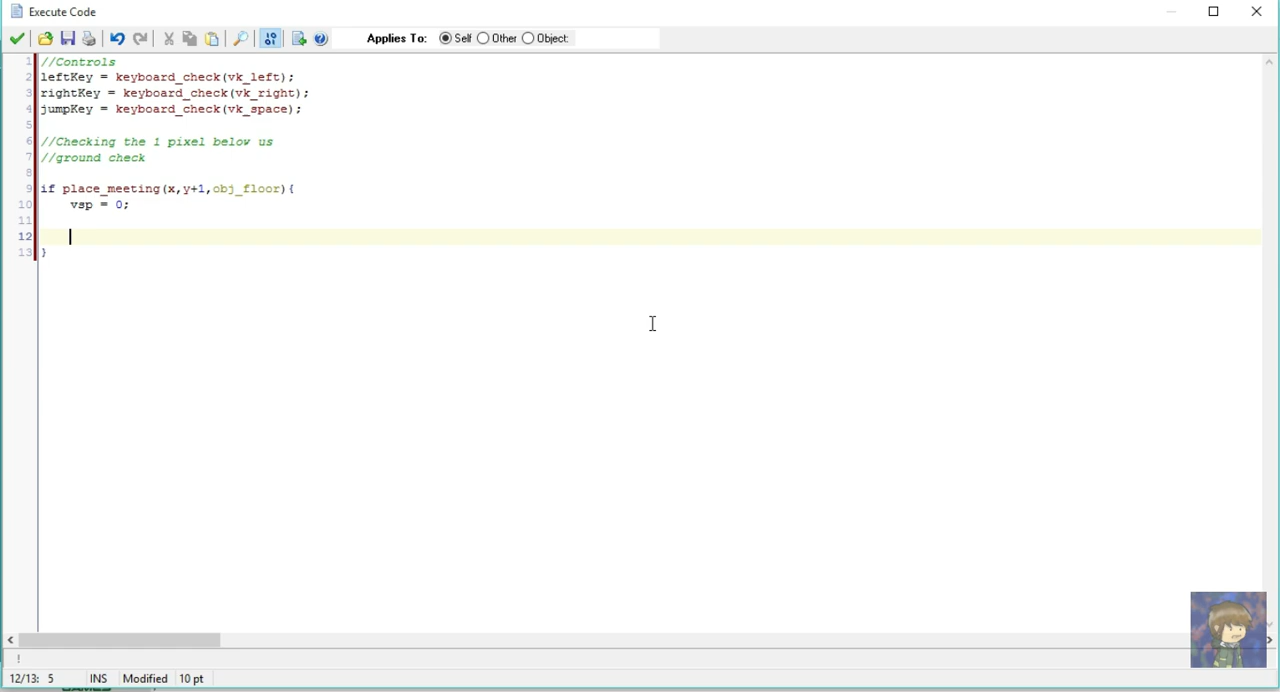 Execute Code
Applies To: Self Other Object:
1 //Controls
2 leftKey = keyboard_check(vk_left);
3 rightKey = keyboard_check(vk_right);
4 jumpKey = keyboard_check(vk_space);
5
6 //Checking the 1 pixel below us
7 //ground check
8
9 if place_meeting(x,y+1,obj_floor){
10 vsp = 0;
11
12
13 }
!
12/13: 5 INS Modified 10 pt